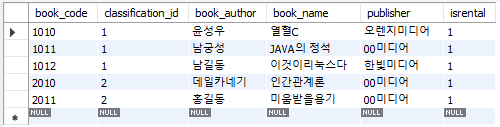 book_code classification_id book_author book_name publisher isrental
1010 1 윤성우 열혈C 오렌지미디어 1
1011 1 남궁성 JAVA의 정석 00미디어 1
1012 1 남길동 이것이리눅스다 한빛미디어 1
2010 2 데일카네기 인간관계론 00미디어 1
2011 2 홍길동 미움받을용기 00미디어 1
NULL NULL NULL NULL NULL NULL